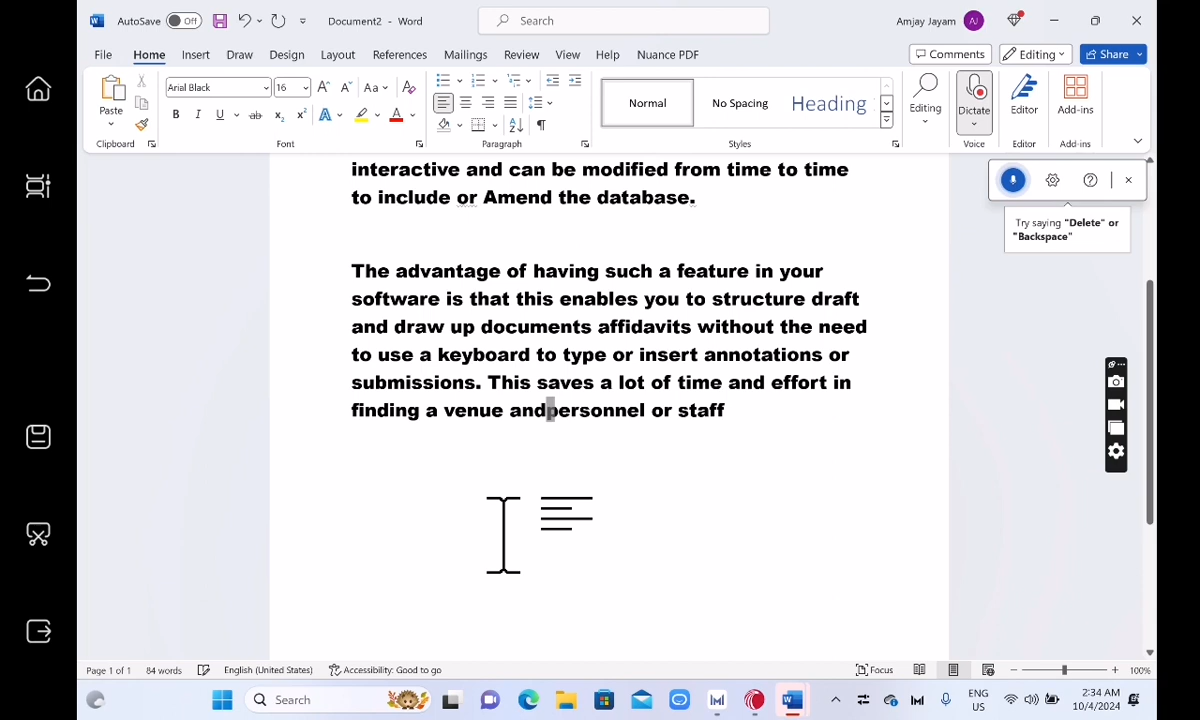 AutoSave Off Document2 - Word Search Amjay Jayam AJ
File Home Insert Draw Design Layout References Mailings Review View Help Nuance PDF Comments Editing Share
Paste Arial Black 16 A A Aa A Normal No Spacing Heading Editing Dictate Editor Add-ins
B I U ab x₂ x² A A
Clipboard Font Paragraph Styles Voice Editor Add-ins
interactive and can be modified from time to time
to include or Amend the database.
Try saying "Delete" or
"Backspace"
The advantage of having such a feature in your
software is that this enables you to structure draft
and draw up documents affidavits without the need
to use a keyboard to type or insert annotations or
submissions. This saves a lot of time and effort in
finding a venue andpersonnel or staff
Page 1 of 1 84 words English (United States) Accessibility: Good to go Focus 100%
Search ENG
US 2:34 AM
10/4/2024